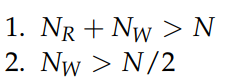 1. N_R + N_W > N
2. N_W > N/2